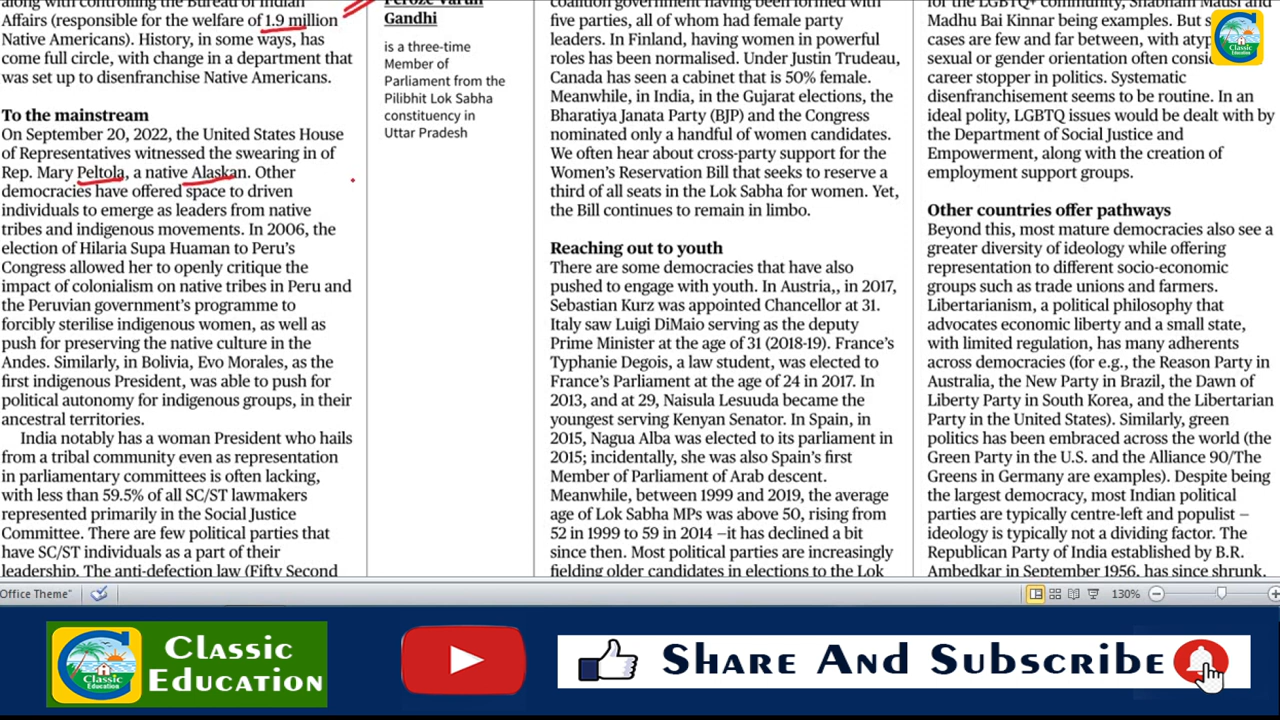 along with controlling the Bureau of Indian
Affairs (responsible for the welfare of 1.9 million
Native Americans). History, in some ways, has
come full circle, with change in a department that
was set up to disenfranchise Native Americans.
To the mainstream
On September 20, 2022, the United States House
of Representatives witnessed the swearing in of
Rep. Mary Peltola, a native Alaskan. Other
democracies have offered space to driven
individuals to emerge as leaders from native
tribes and indigenous movements. In 2006, the
election of Hilaria Supa Huaman to Peru's
Congress allowed her to openly critique the
impact of colonialism on native tribes in Peru and
the Peruvian government's programme to
forcibly sterilise indigenous women, as well as
push for preserving the native culture in the
Andes. Similarly, in Bolivia, Evo Morales, as the
first indigenous President, was able to push for
political autonomy for indigenous groups, in their
ancestral territories.
India notably has a woman President who hails
from a tribal community even as representation
in parliamentary committees is often lacking,
with less than 59.5% of all SC/ST lawmakers
represented primarily in the Social Justice
Committee. There are few political parties that
have SC/ST individuals as a part of their
leadership. The anti-defection law (Fifty Second
Feroze Varun
Gandhi
is a three-time
Member of
Parliament from the
Pilibhit Lok Sabha
constituency in
Uttar Pradesh
coalition government having been formed with
five parties, all of whom had female party
leaders. In Finland, having women in powerful
roles has been normalised. Under Justin Trudeau,
Canada has seen a cabinet that is 50% female.
Meanwhile, in India, in the Gujarat elections, the
Bharatiya Janata Party (BJP) and the Congress
nominated only a handful of women candidates.
We often hear about cross-party support for the
Women's Reservation Bill that seeks to reserve a
third of all seats in the Lok Sabha for women. Yet,
the Bill continues to remain in limbo.
Reaching out to youth
There are some democracies that have also
pushed to engage with youth. In Austria,, in 2017,
Sebastian Kurz was appointed Chancellor at 31.
Italy saw Luigi DiMaio serving as the deputy
Prime Minister at the age of 31 (2018-19). France's
Typhanie Degois, a law student, was elected to
France's Parliament at the age of 24 in 2017. In
2013, and at 29, Naisula Lesuuda became the
youngest serving Kenyan Senator. In Spain, in
2015, Nagua Alba was elected to its parliament in
2015; incidentally, she was also Spain's first
Member of Parliament of Arab descent.
Meanwhile, between 1999 and 2019, the average
age of Lok Sabha MPs was above 50, rising from
52 in 1999 to 59 in 2014 —it has declined a bit
since then. Most political parties are increasingly
fielding older candidates in elections to the Lok
for the LGBTQ+ community, Shabnam Mausi and
Madhu Bai Kinnar being examples. But s
cases are few and far between, with atyp
sexual or gender orientation often consi
career stopper in politics. Systematic
disenfranchisement seems to be routine. In an
ideal polity, LGBTQ issues would be dealt with by
the Department of Social Justice and
Empowerment, along with the creation of
employment support groups.
Other countries offer pathways
Beyond this, most mature democracies also see a
greater diversity of ideology while offering
representation to different socio-economic
groups such as trade unions and farmers.
Libertarianism, a political philosophy that
advocates economic liberty and a small state,
with limited regulation, has many adherents
across democracies (for e.g., the Reason Party in
Australia, the New Party in Brazil, the Dawn of
Liberty Party in South Korea, and the Libertarian
Party in the United States). Similarly, green
politics has been embraced across the world (the
Green Party in the U.S. and the Alliance 90/The
Greens in Germany are examples). Despite being
the largest democracy, most Indian political
parties are typically centre-left and populist —
ideology is typically not a dividing factor. The
Republican Party of India established by B.R.
Ambedkar in September 1956, has since shrunk.
Classic
Education
Office Theme"
130%
Classic
Education
Classic
Education
Share And Subscribe